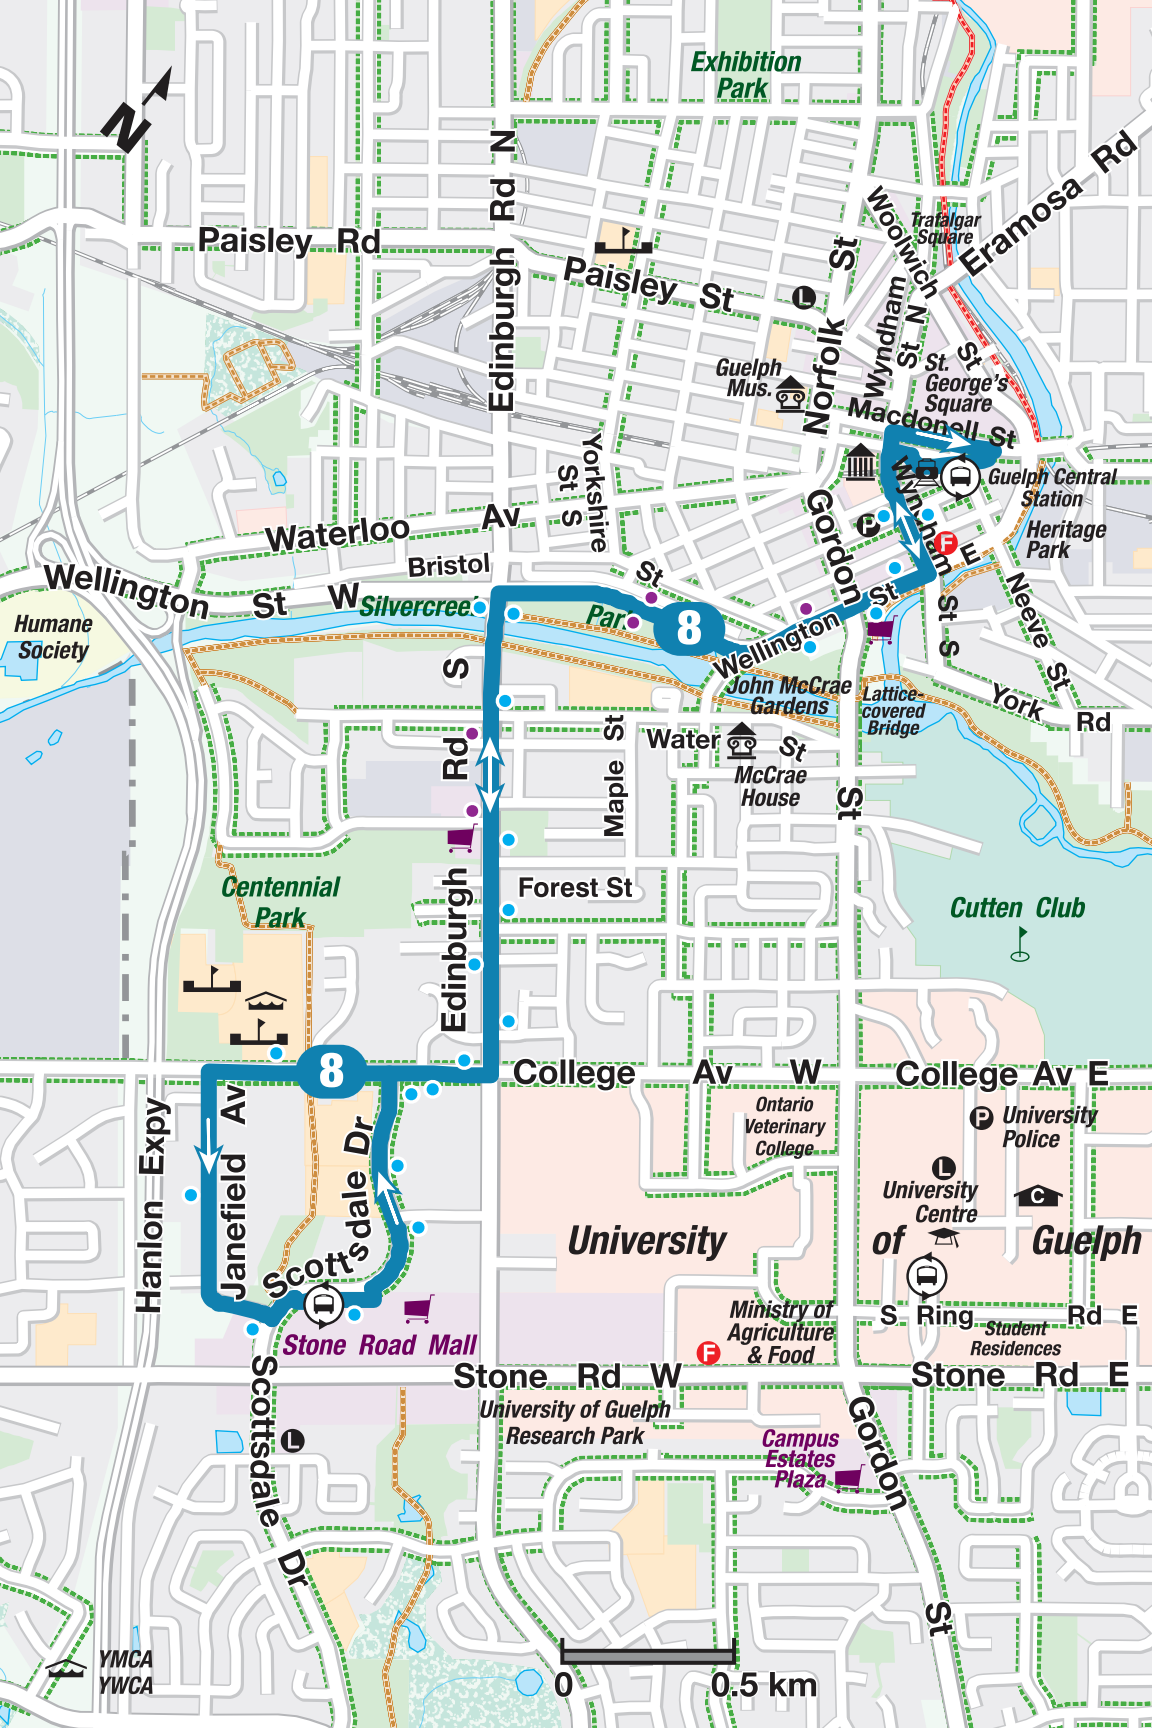 Exhibition
Park
N
Edinburgh Rd N
Eramosa Rd
Woolwich St
Trafalgar
Square
Paisley Rd
Paisley St
L
Norfolk St
Wyndham St N
Guelph
Mus.
St.
George's
Square
Macdonell St
Yorkshire
St S
Guelph Central
Station
Wyndham St S
Gordon St
P
F
Heritage
Park
Waterloo Av
Bristol St
Wellington St W
Wellington St E
Neeve St
Silvercreek Park
8
Humane
Society
Edinburgh Rd S
John McCrae
Gardens
Lattice-
covered
Bridge
York Rd
Water St
McCrae
House
Maple St
Centennial
Park
Forest St
Cutten Club
8
College Av W
College Av E
Ontario
Veterinary
College
P
University
Police
Hanlon Expy
Janefield Av
Scottsdale Dr
L
University
Centre
C
University of Guelph
Ministry of
Agriculture
& Food
F
S Ring Rd E
Student
Residences
Stone Road Mall
Stone Rd W
Stone Rd E
University of Guelph
Research Park
Campus
Estates
Plaza
Gordon St
L
Scottsdale Dr
YMCA
YWCA
0 0.5 km